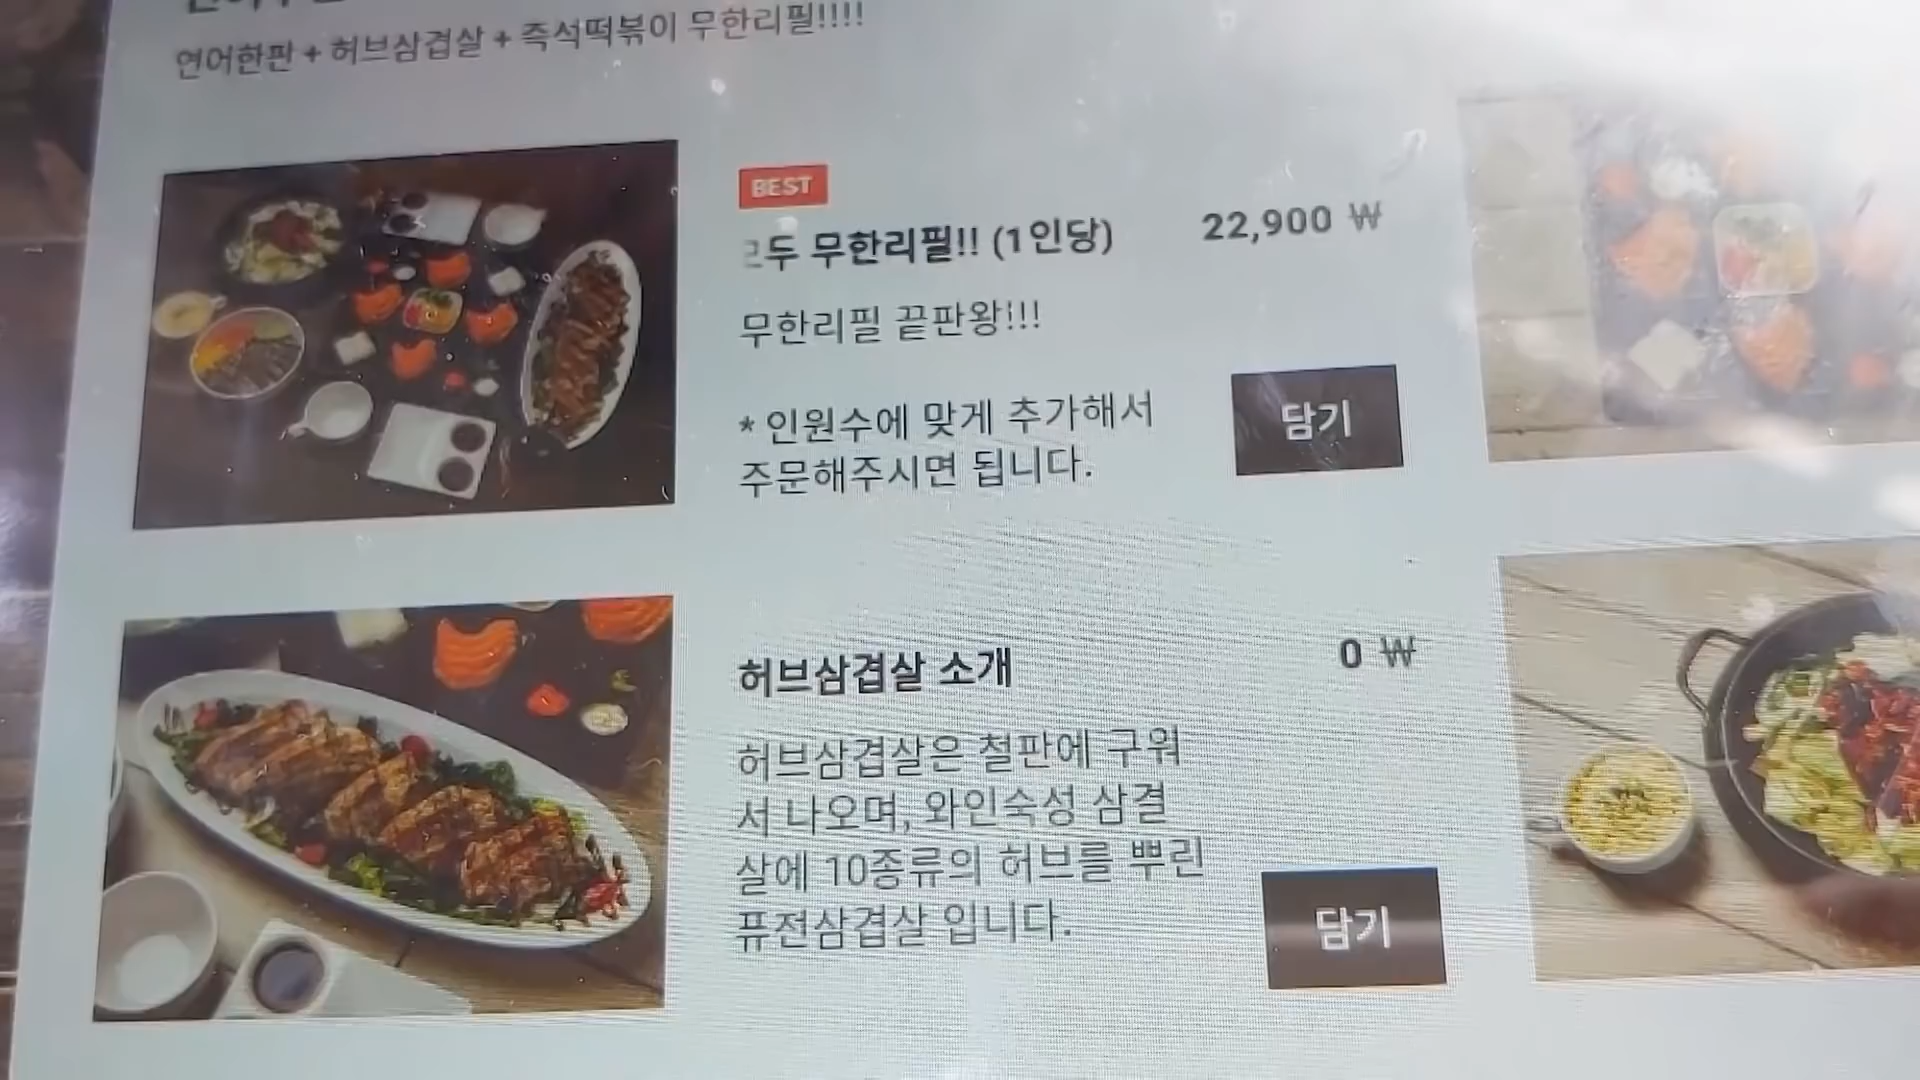 연어한판 + 허브삼겹살 + 즉석떡볶이 무한리필!!!!
BEST
모두 무한리필!! (1인당) 22,900 ₩
무한리필 끝판왕!!!
* 인원수에 맞게 추가해서
주문해주시면 됩니다.
담기
허브삼겹살 소개 0 ₩
허브삼겹살은 철판에 구워
서 나오며, 와인숙성 삼결
살에 10종류의 허브를 뿌린
퓨전삼겹살 입니다.
담기